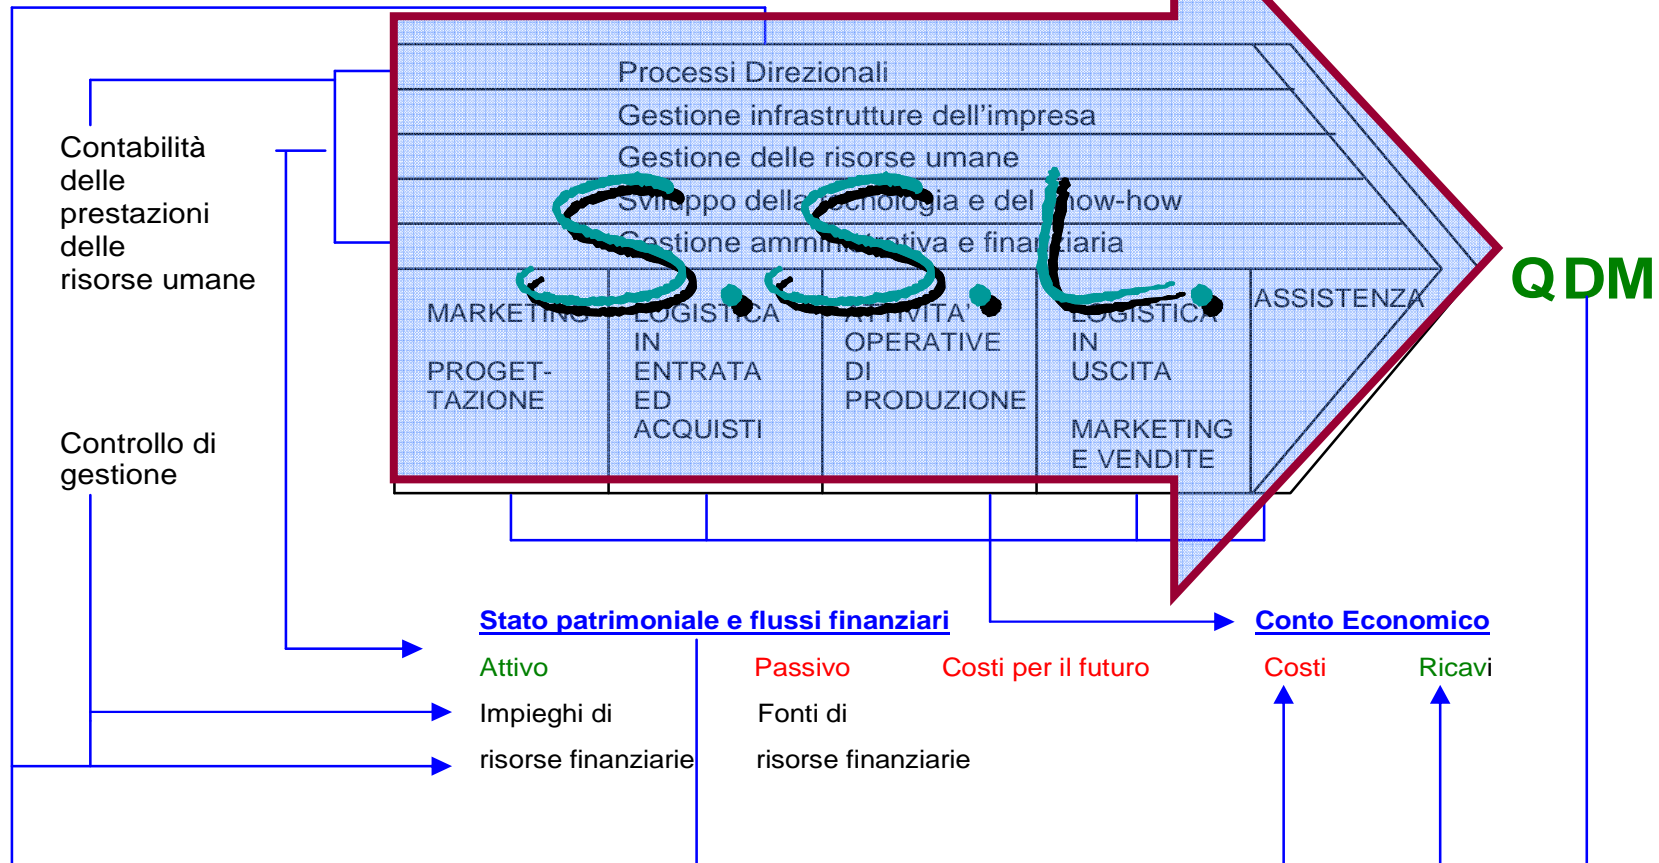 Processi Direzionali
Gestione infrastrutture dell'impresa
Gestione delle risorse umane
Sviluppo della tecnologia e del know-how
Gestione amministrativa e finanziaria
S.S.L.
Contabilità
delle
prestazioni
delle
risorse umane
QDM
MARKETING
PROGET-
TAZIONE
LOGISTICA
IN
ENTRATA
ED
ACQUISTI
ATTIVITA'
OPERATIVE
DI
PRODUZIONE
LOGISTICA
IN
USCITA
MARKETING
E VENDITE
ASSISTENZA
Controllo di
gestione
Stato patrimoniale e flussi finanziari
Conto Economico
Attivo
Passivo
Costi per il futuro
Costi
Ricavi
Impieghi di
risorse finanziarie
Fonti di
risorse finanziarie